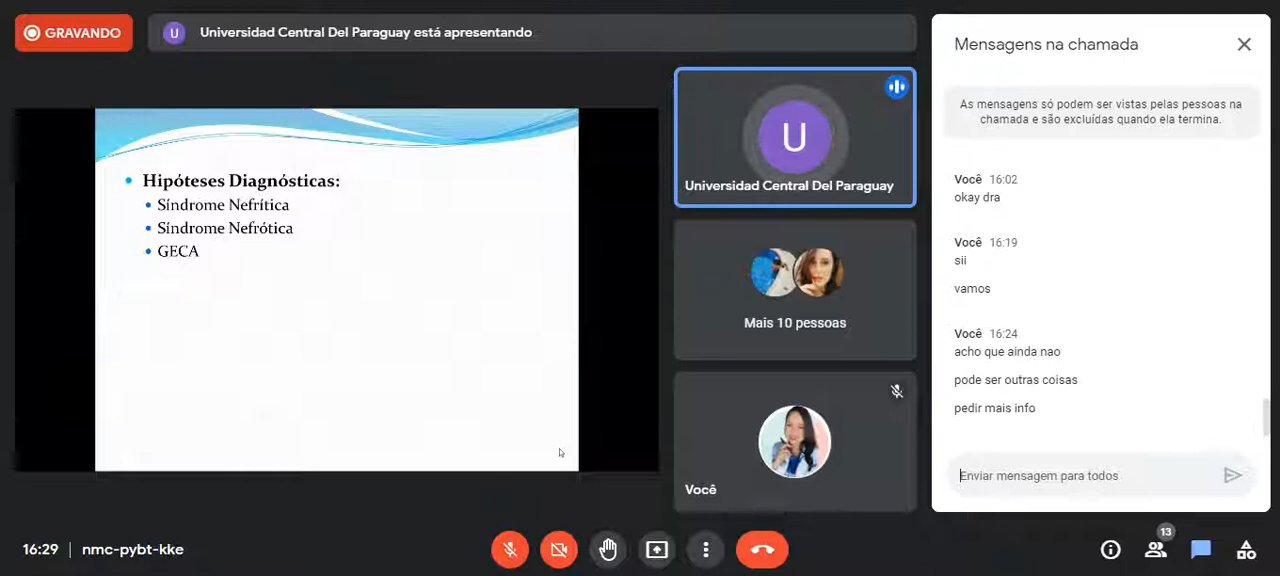 GRAVANDO
U
Universidad Central Del Paraguay está apresentando
Hipóteses Diagnósticas:
Síndrome Nefrítica
Síndrome Nefrótica
GECA
U
Universidad Central Del Paraguay
Mais 10 pessoas
Você
Mensagens na chamada
As mensagens só podem ser vistas pelas pessoas na
chamada e são excluídas quando ela termina.
Você 16:02
okay dra
Você 16:19
sii
vamos
Você 16:24
acho que ainda nao
pode ser outras coisas
pedir mais info
Enviar mensagem para todos
16:29 | nmc-pybt-kke
13